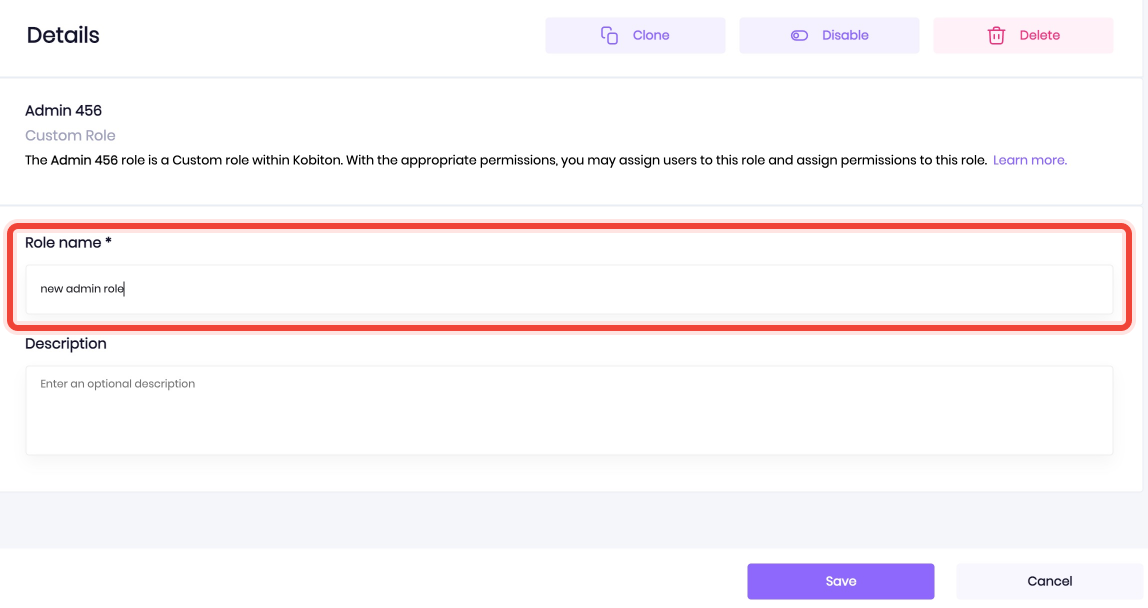 Details
Clone
Disable
Delete
Admin 456
Custom Role
The Admin 456 role is a Custom role within Kobiton. With the appropriate permissions, you may assign users to this role and assign permissions to this role. Learn more.
Role name *
new admin role
Description
Enter an optional description
Save
Cancel